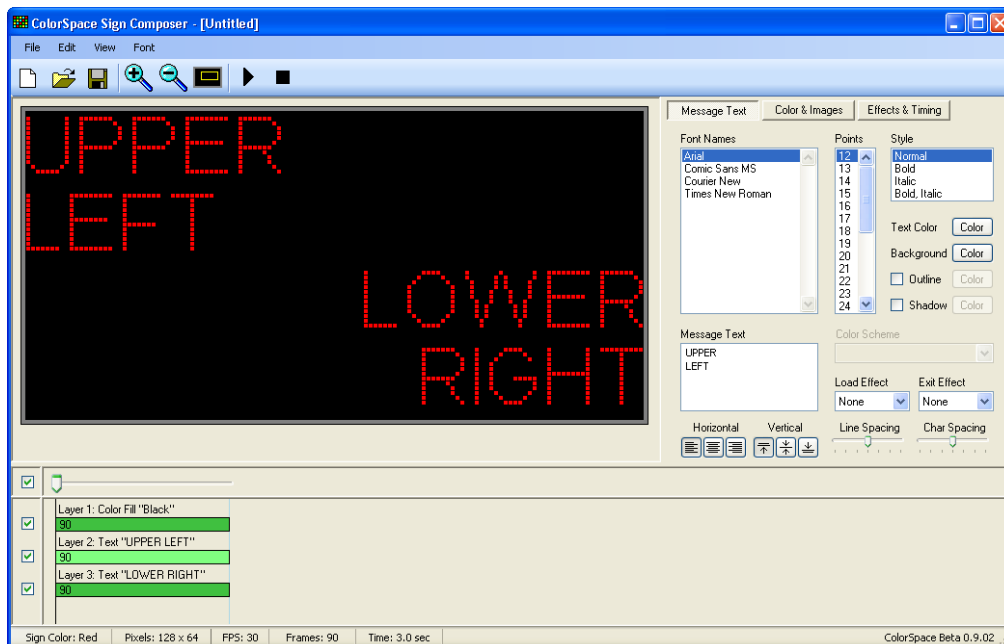 ColorSpace Sign Composer - [Untitled]
File Edit View Font
UPPER
LEFT
LOWER
RIGHT
Message Text Color & Images Effects & Timing
Font Names
Arial
Comic Sans MS
Courier New
Times New Roman
Points
12
13
14
15
16
17
18
19
20
21
22
23
24
Style
Normal
Bold
Italic
Bold, Italic
Text Color Color
Background Color
Outline Color
Shadow Color
Message Text
UPPER
LEFT
Color Scheme
Load Effect Exit Effect
None None
Horizontal Vertical Line Spacing Char Spacing
Layer 1: Color Fill "Black"
90
Layer 2: Text "UPPER LEFT"
90
Layer 3: Text "LOWER RIGHT"
90
Sign Color: Red Pixels: 128 x 64 FPS: 30 Frames: 90 Time: 3.0 sec ColorSpace Beta 0.9.02